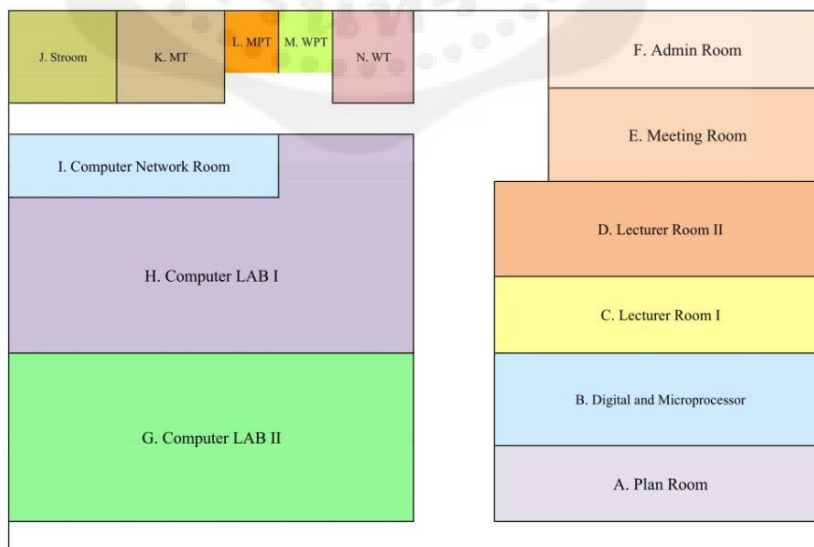 J. Stroom
K. MT
L. MPT
M. WPT
N. WT
F. Admin Room
E. Meeting Room
I. Computer Network Room
D. Lecturer Room II
H. Computer LAB I
C. Lecturer Room I
B. Digital and Microprocessor
G. Computer LAB II
A. Plan Room